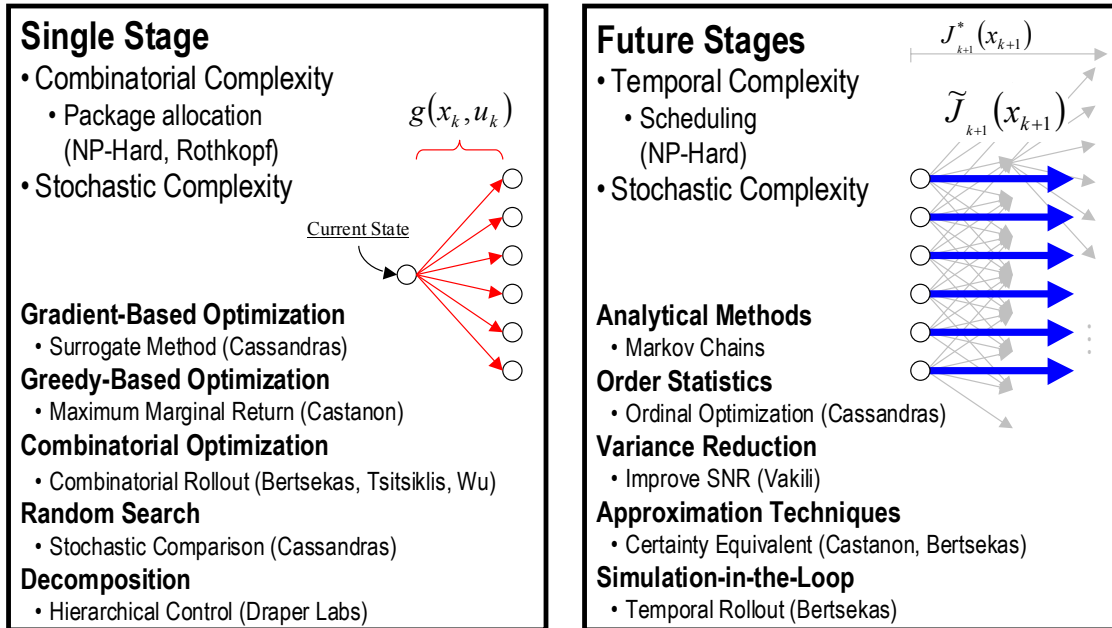 Single Stage
• Combinatorial Complexity
• Package allocation
(NP-Hard, Rothkopf)
• Stochastic Complexity
g(x_k, u_k)
Current State
Gradient-Based Optimization
• Surrogate Method (Cassandras)
Greedy-Based Optimization
• Maximum Marginal Return (Castanon)
Combinatorial Optimization
• Combinatorial Rollout (Bertsekas, Tsitsiklis, Wu)
Random Search
• Stochastic Comparison (Cassandras)
Decomposition
• Hierarchical Control (Draper Labs)
Future Stages
• Temporal Complexity
• Scheduling
(NP-Hard)
• Stochastic Complexity
J*_{k+1}(x_{k+1})
J̃_{k+1}(x_{k+1})
Analytical Methods
• Markov Chains
Order Statistics
• Ordinal Optimization (Cassandras)
Variance Reduction
• Improve SNR (Vakili)
Approximation Techniques
• Certainty Equivalent (Castanon, Bertsekas)
Simulation-in-the-Loop
• Temporal Rollout (Bertsekas)